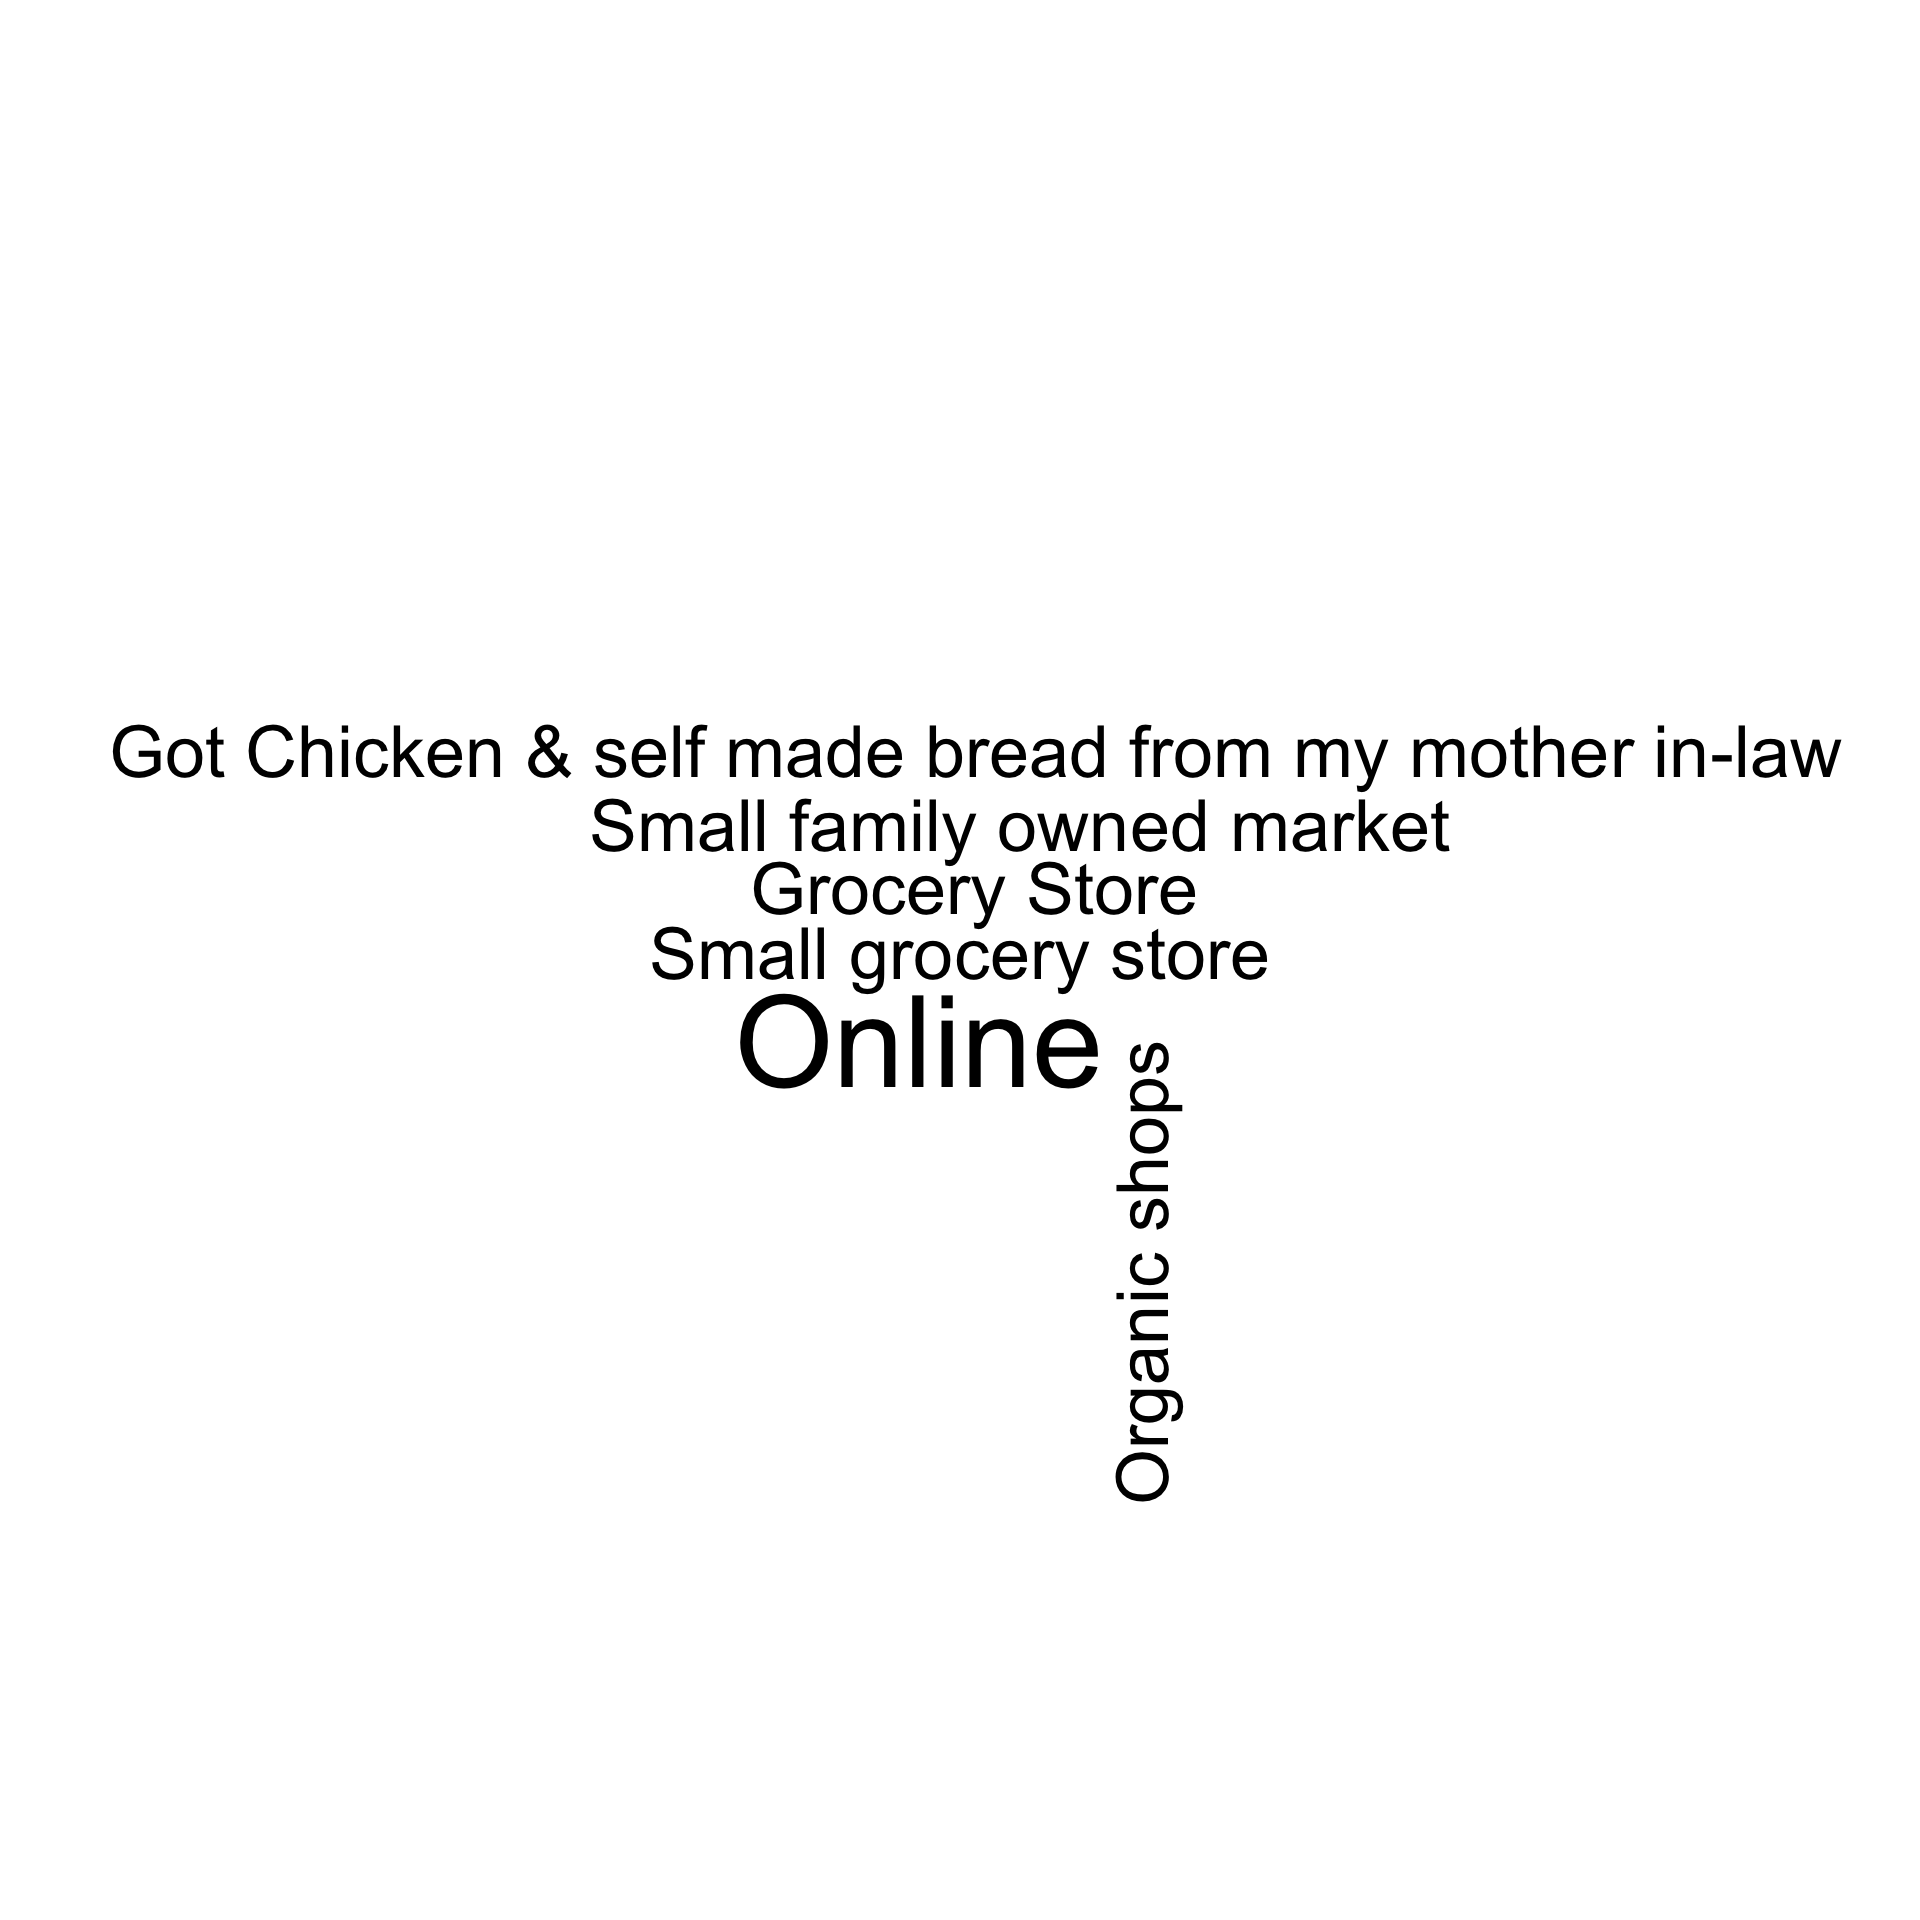 Got Chicken & self made bread from my mother in-law
Small family owned market
Grocery Store
Small grocery store
Online
Organic shops